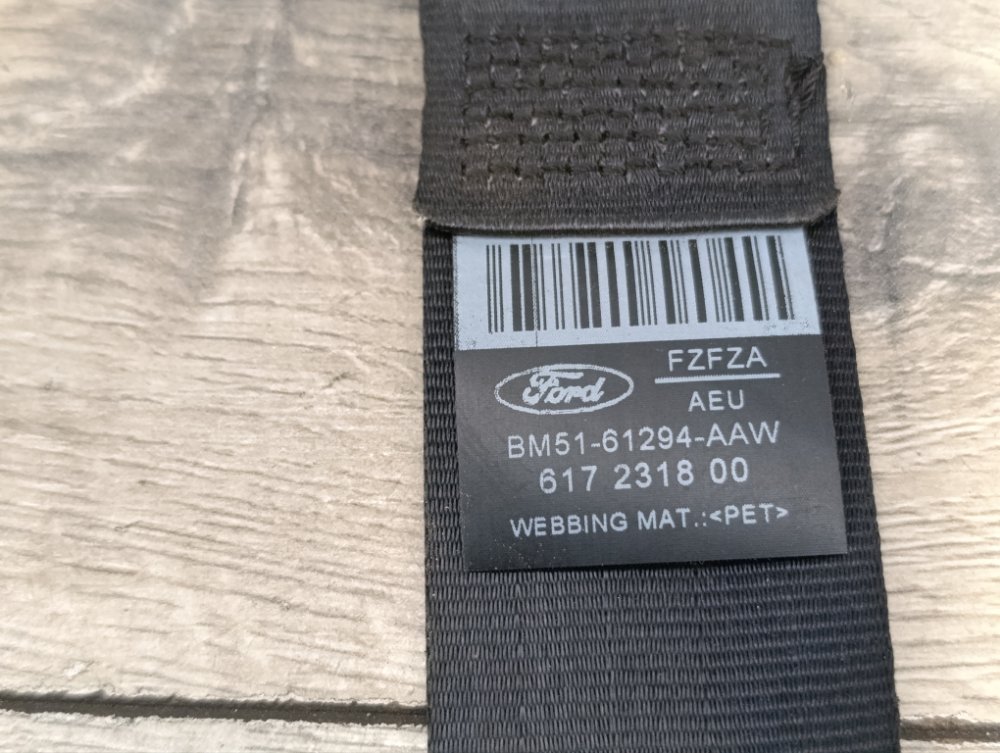 FZFZA
Ford
AEU
BM51-61294-AAW
617 2318 00
WEBBING MAT.:<PET>